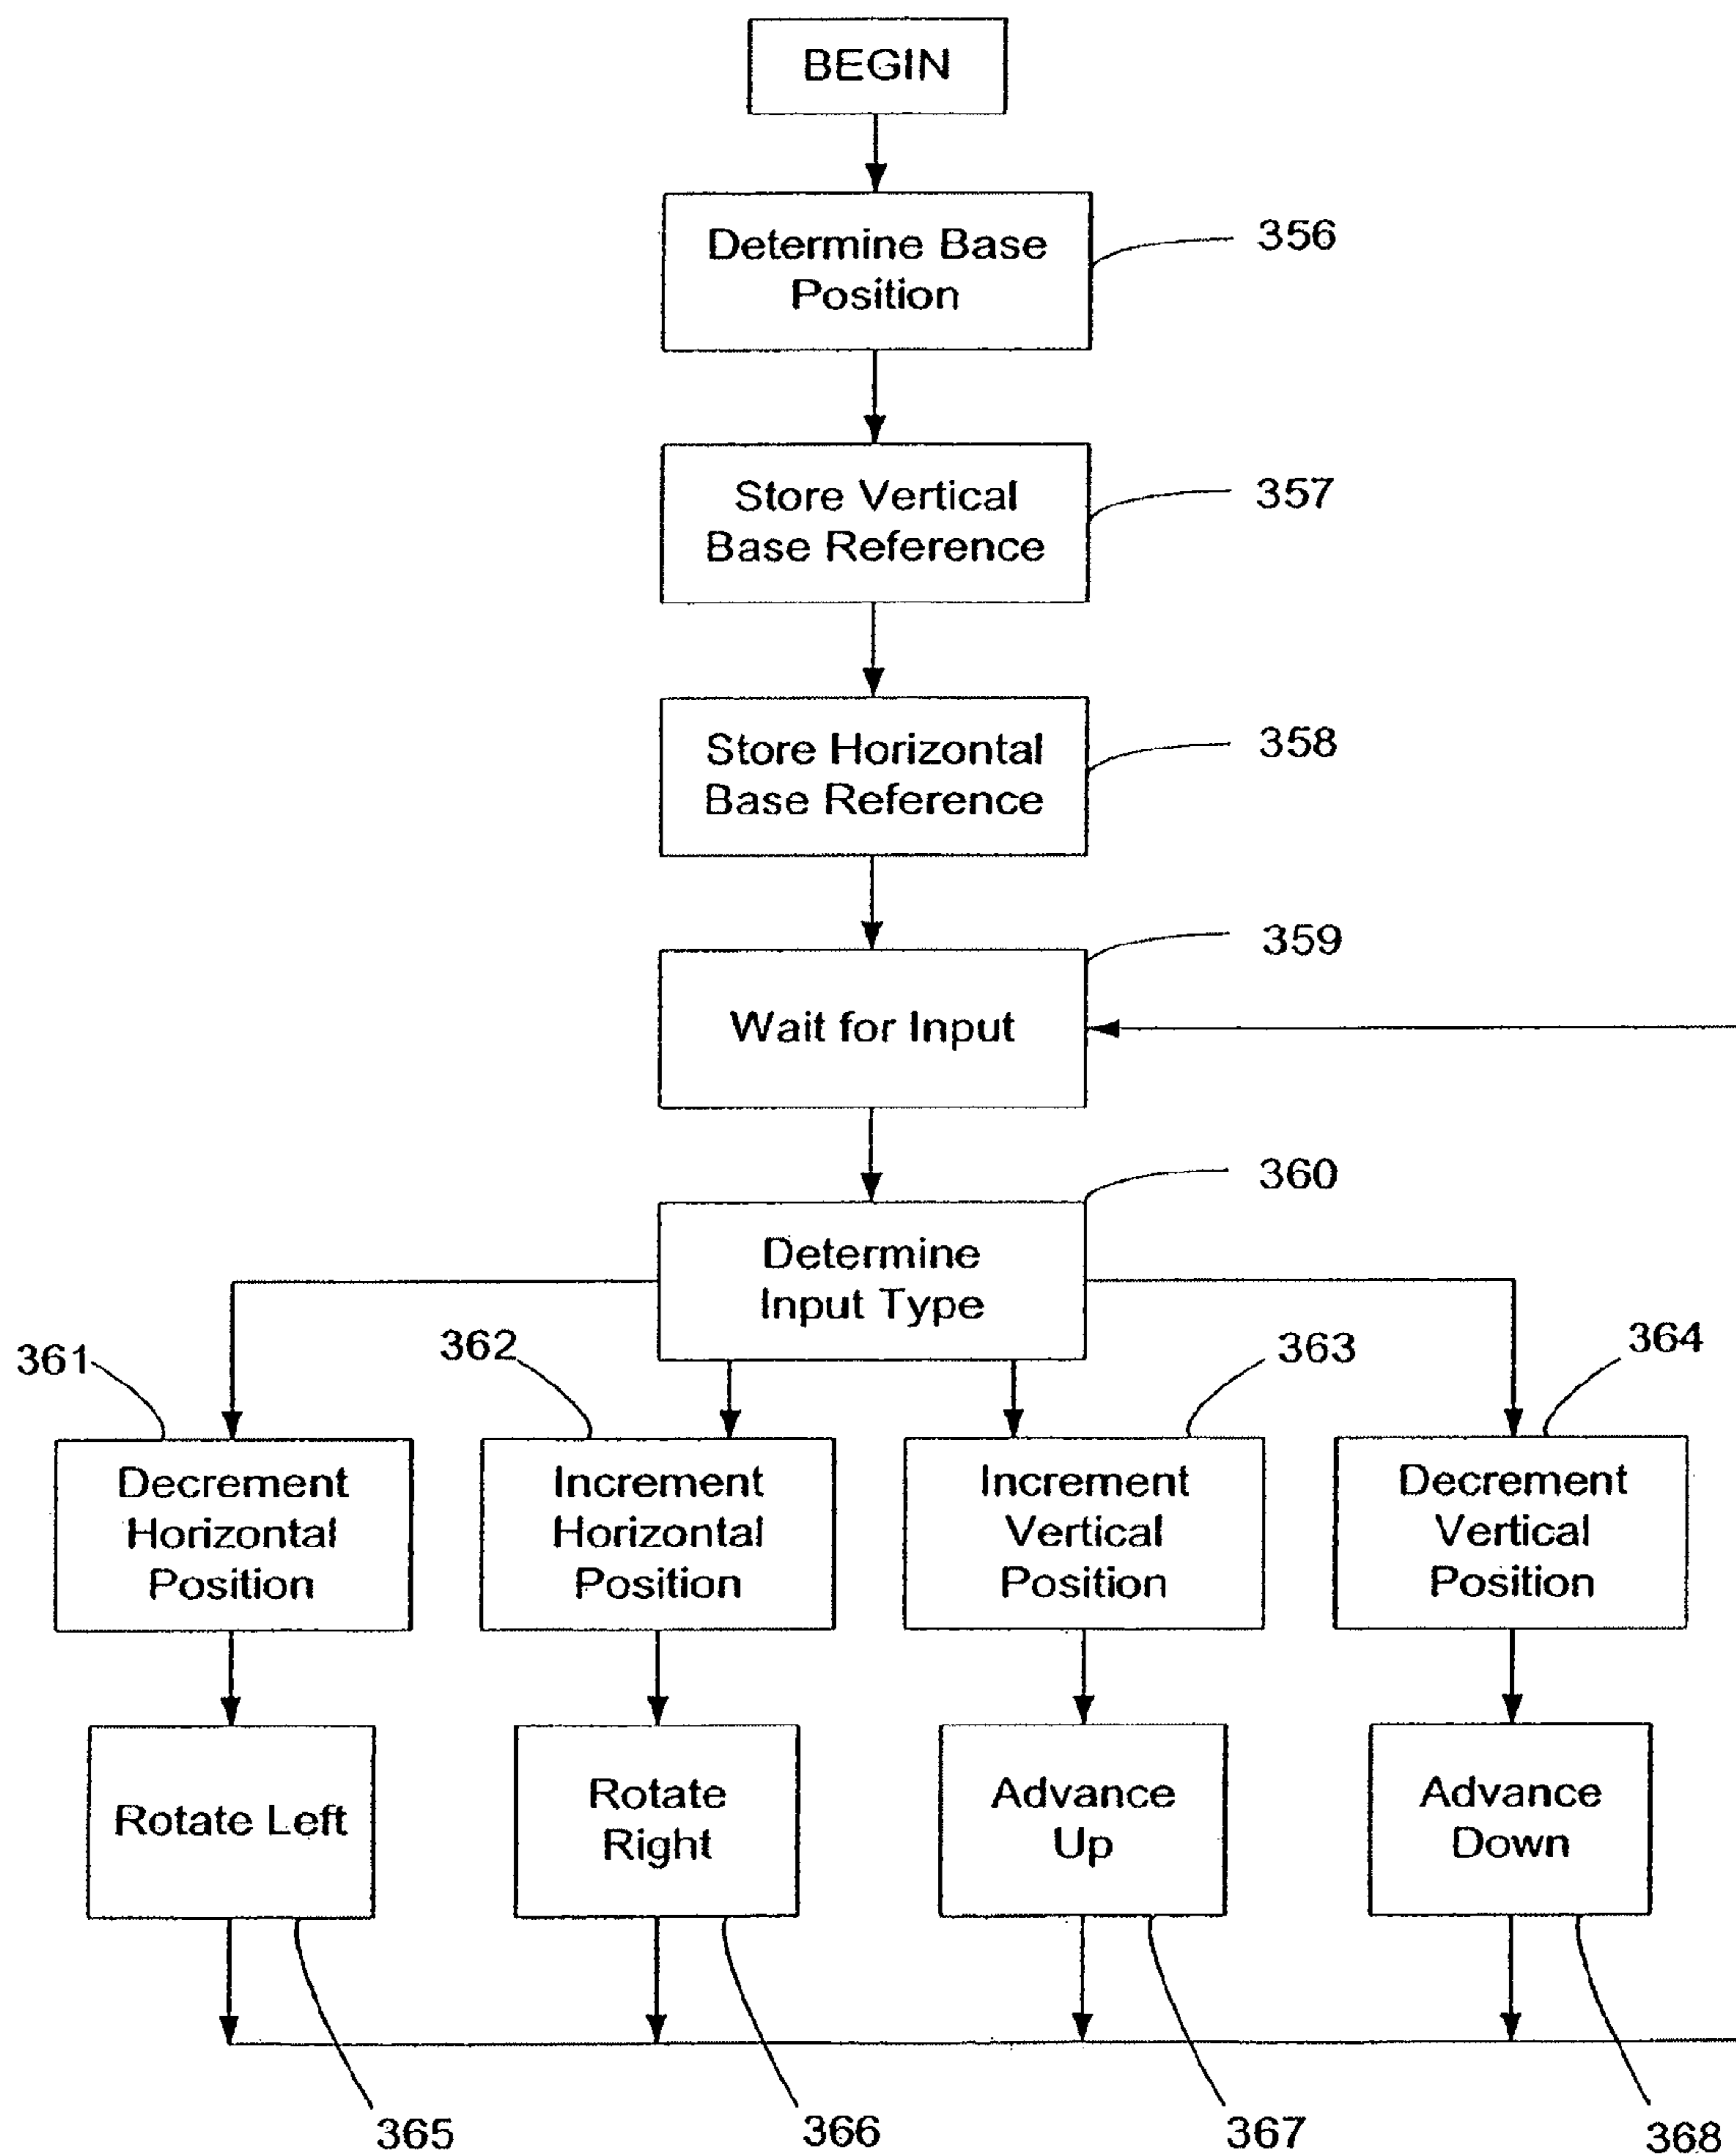 BEGIN
Determine Base
Position
356
Store Vertical
Base Reference
357
Store Horizontal
Base Reference
358
359
Wait for Input
360
Determine
Input Type
361
362
363
364
Decrement
Horizontal
Position
Increment
Horizontal
Position
Increment
Vertical
Position
Decrement
Vertical
Position
Rotate Left
Rotate
Right
Advance
Up
Advance
Down
365
366
367
368